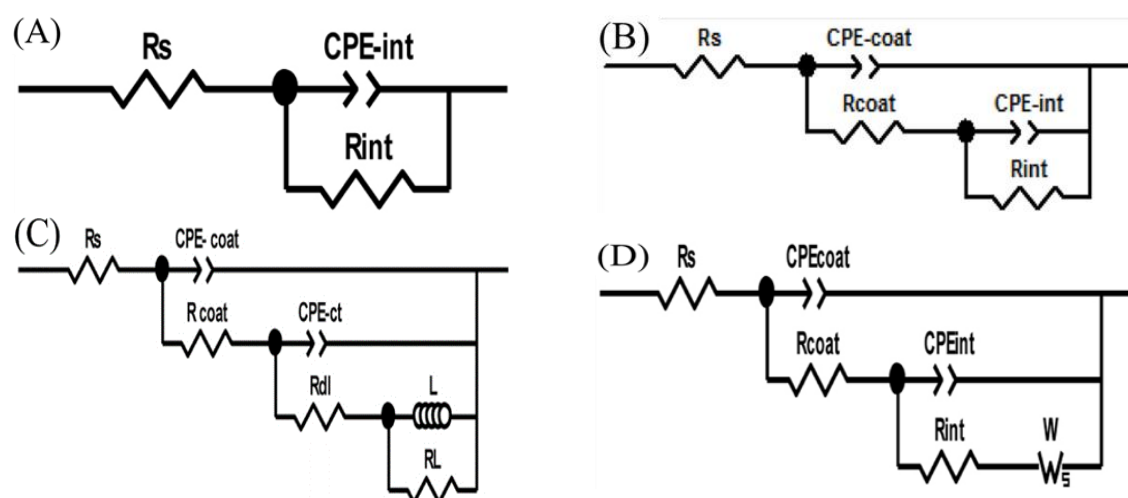 (A)
Rs
CPE-int
Rint
(B)
Rs
CPE-coat
Rcoat
CPE-int
Rint
(C)
Rs
CPE- coat
R coat
CPE-ct
Rdl
L
RL
(D)
Rs
CPEcoat
Rcoat
CPEint
Rint
W
Ws